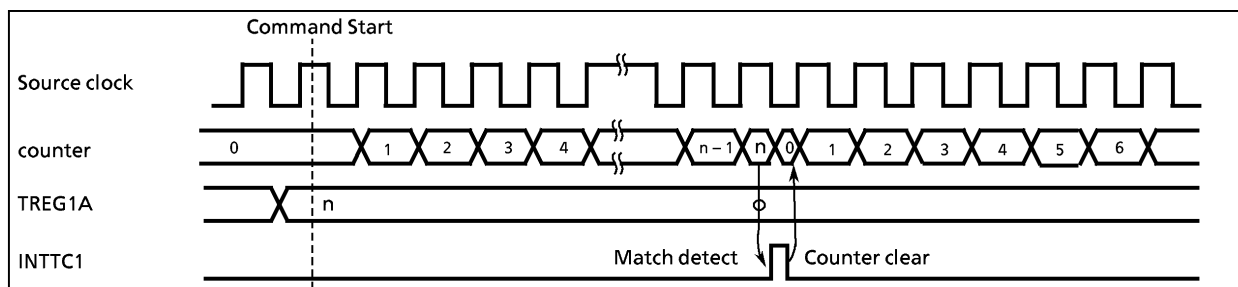 Command Start
Source clock
counter 0 1 2 3 4 n – 1 n 0 1 2 3 4 5 6
TREG1A n
INTTC1 Match detect Counter clear